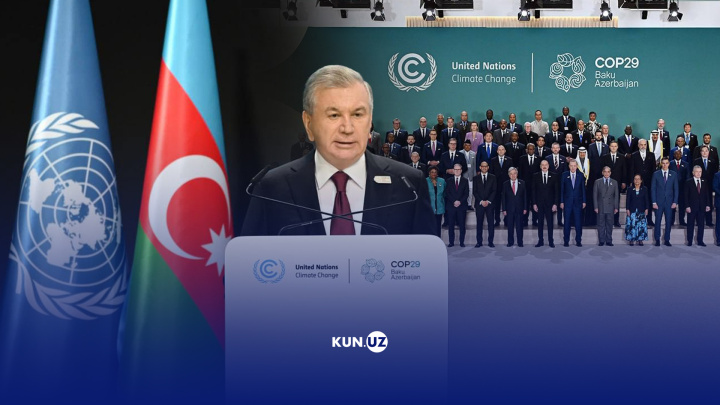 United Nations
Climate Change
COP29
Baku
Azerbaijan
United Nations
Climate Change
COP29
Baku
Azerbaijan
KUN.UZ